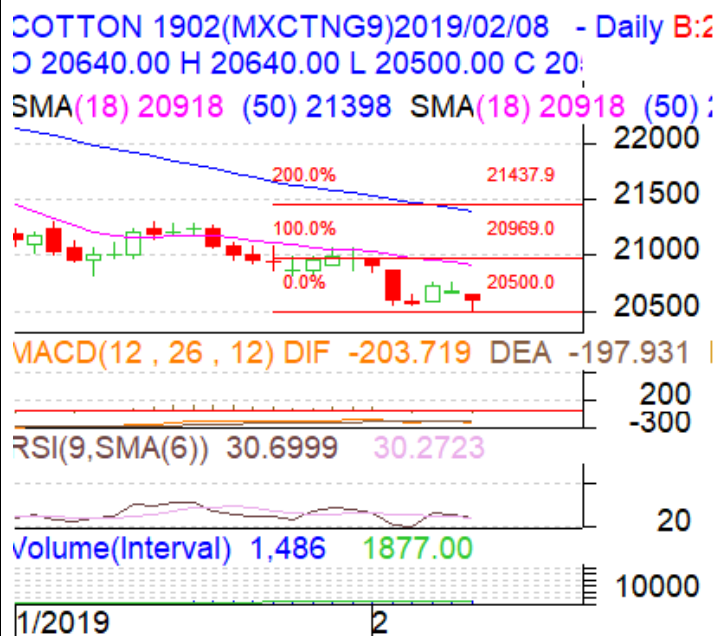 COTTON 1902(MXCTNG9)2019/02/08 - Daily B:2
O 20640.00 H 20640.00 L 20500.00 C 20
SMA(18) 20918 (50) 21398 SMA(18) 20918 (50)
22000
200.0% 21437.9
21500
100.0% 20969.0
21000
0.0% 20500.0
20500
MACD(12 , 26 , 12) DIF -203.719 DEA -197.931
200
-300
RSI(9,SMA(6)) 30.6999 30.2723
20
Volume(Interval) 1,486 1877.00
10000
1/2019 2